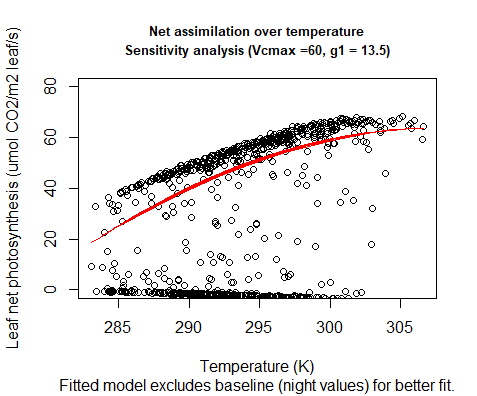 Net assimilation over temperature
Sensitivity analysis (Vcmax =60, g1 = 13.5)
Leaf net photosynthesis (umol CO2/m2 leaf/s)
80
60
40
20
0
285
290
295
300
305
Temperature (K)
Fitted model excludes baseline (night values) for better fit.